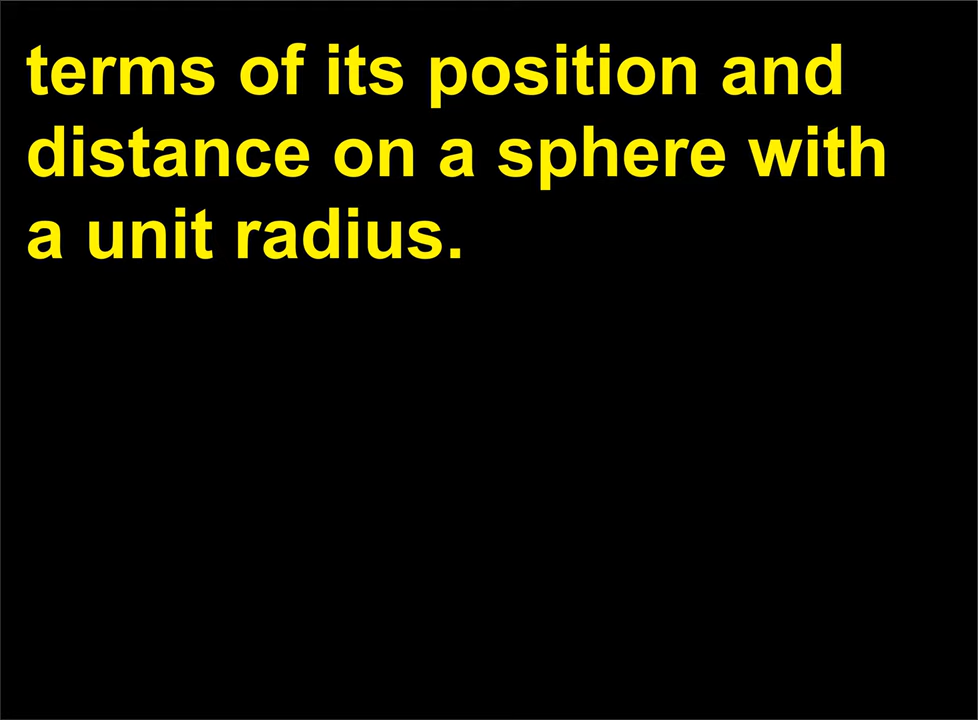 terms of its position and
distance on a sphere with
a unit radius.